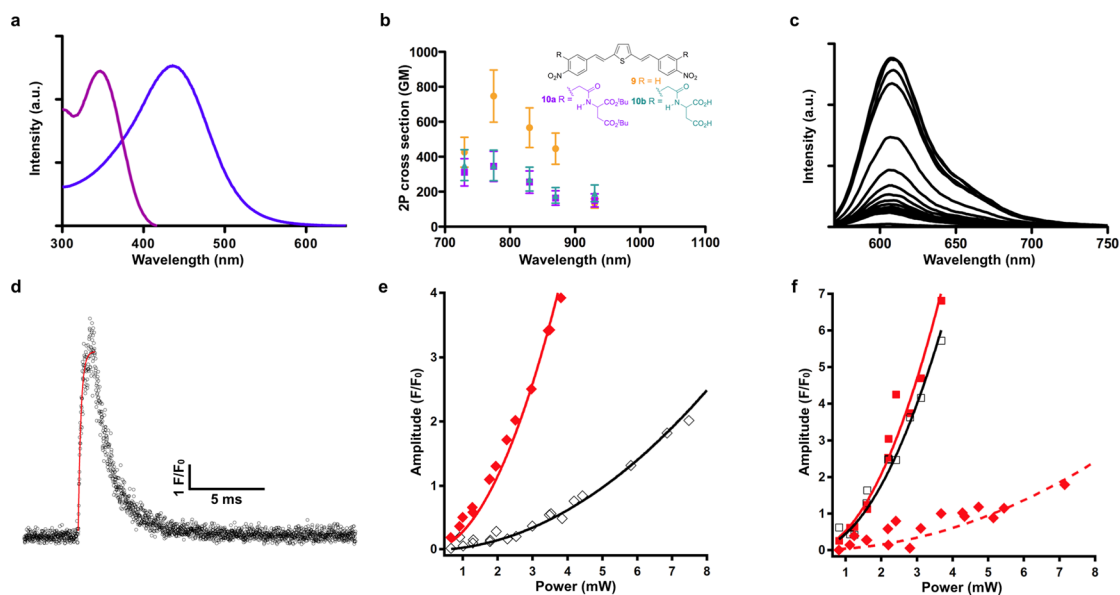 a
Intensity (a.u.)
300
400
500
600
Wavelength (nm)
b
2P cross section (GM)
1000
800
600
400
200
0
700
800
900
1000
1100
Wavelength (nm)
R
R
S
O₂N
NO₂
9 R = H
10a R =
O
H
N
CO₂ᵗBu
CO₂ᵗBu
10b R =
O
H
N
CO₂H
CO₂H
c
Intensity (a.u.)
600
650
700
750
Wavelength (nm)
d
1 F/F₀
5 ms
e
Amplitude (F/F₀)
4
3
2
1
0
1
2
3
4
5
6
7
8
Power (mW)
f
Amplitude (F/F₀)
7
6
5
4
3
2
1
0
1
2
3
4
5
6
7
8
Power (mW)